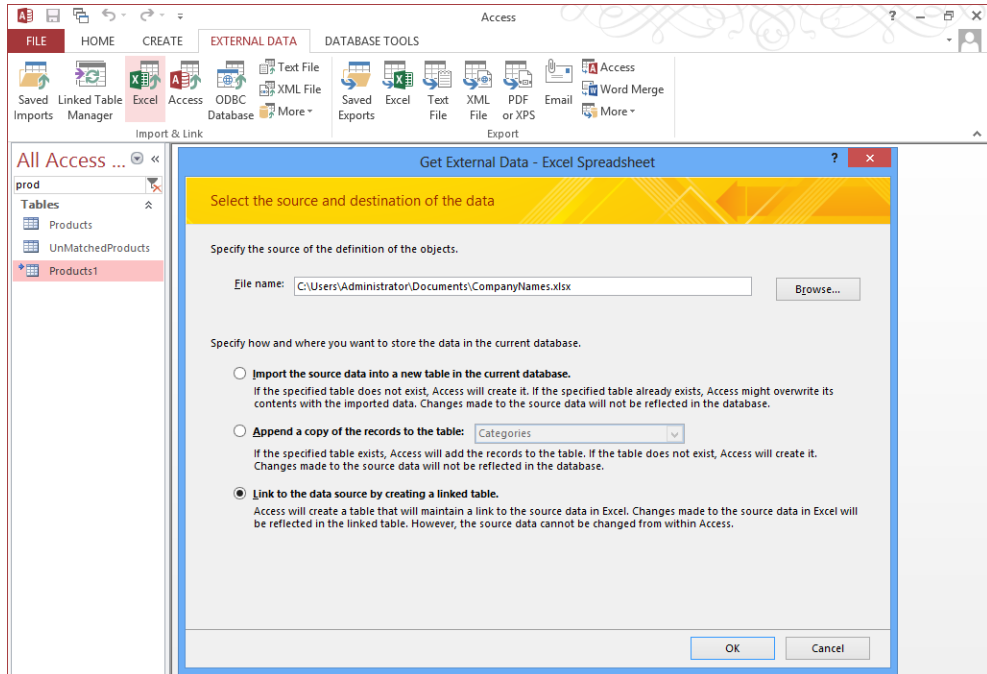 Access
?
FILE HOME CREATE EXTERNAL DATA DATABASE TOOLS
Saved Imports
Linked Table Manager
Excel
Access
ODBC Database
Text File
XML File
More
Import & Link
Saved Exports
Excel
Text File
XML File
PDF or XPS
Email
Access
Word Merge
More
Export
All Access ... «
prod
Tables
Products
UnMatchedProducts
Products1
Get External Data - Excel Spreadsheet
?
Select the source and destination of the data
Specify the source of the definition of the objects.
File name: C:\Users\Administrator\Documents\CompanyNames.xlsx Browse...
Specify how and where you want to store the data in the current database.
Import the source data into a new table in the current database.
If the specified table does not exist, Access will create it. If the specified table already exists, Access might overwrite its
contents with the imported data. Changes made to the source data will not be reflected in the database.
Append a copy of the records to the table: Categories
If the specified table exists, Access will add the records to the table. If the table does not exist, Access will create it.
Changes made to the source data will not be reflected in the database.
Link to the data source by creating a linked table.
Access will create a table that will maintain a link to the source data in Excel. Changes made to the source data in Excel will
be reflected in the linked table. However, the source data cannot be changed from within Access.
OK Cancel